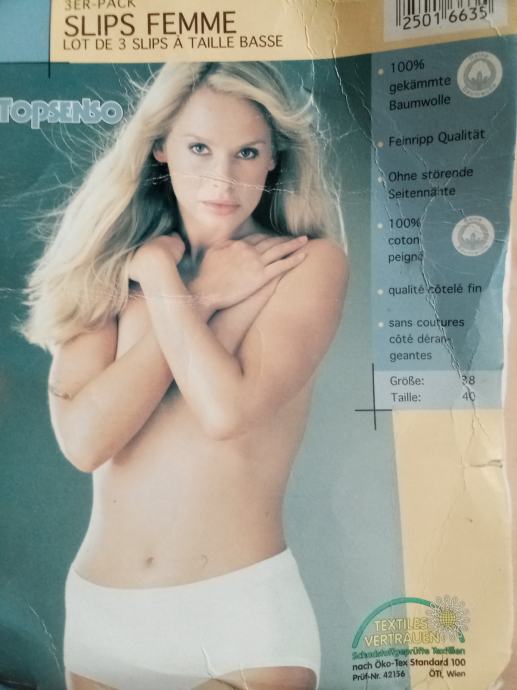 3ER-PACK
SLIPS FEMME
LOT DE 3 SLIPS À TAILLE BASSE
2501 6635
TOPSENSO
100%
gekämmte
Baumwolle
Feinripp Qualität
Ohne störende
Seitennähte
100%
coton
peigné
qualité côtelé fin
sans coutures
côté déran-
geantes
Größe: 38
Taille: 40
TEXTILES
VERTRAUEN
Schadstoffgeprüfte Textilien
nach Öko-Tex Standard 100
Prüf-Nr. 42156 ÖTI, Wien